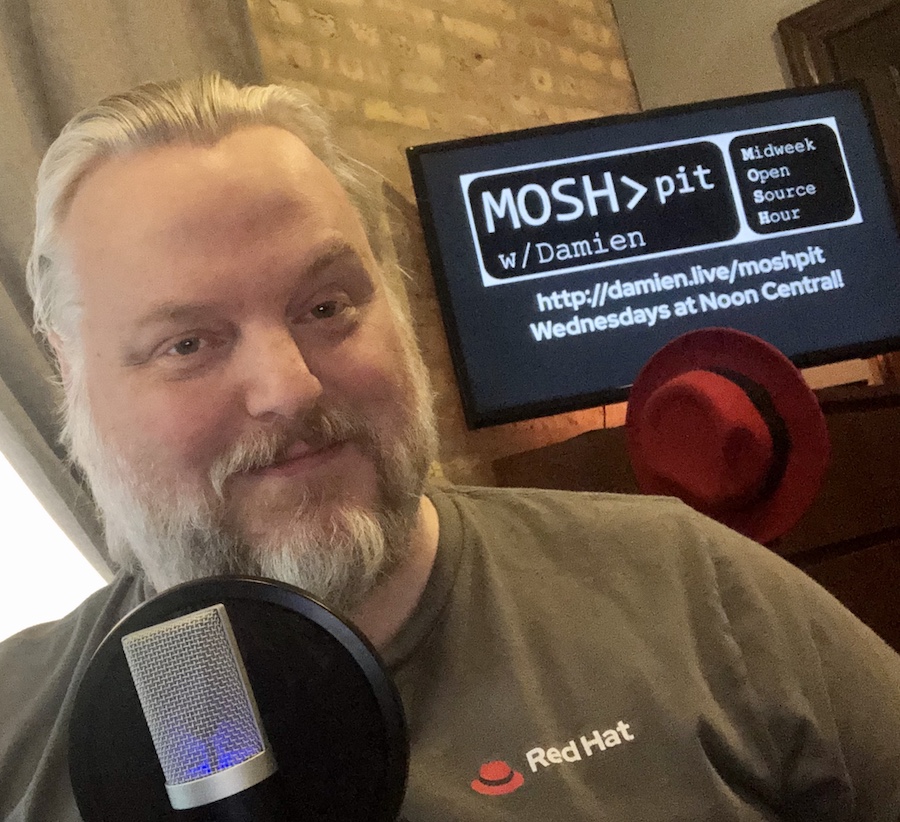 MOSH>pit
w/Damien
Midweek
Open
Source
Hour
http://damien.live/moshpit
Wednesdays at Noon Central!
Red Hat